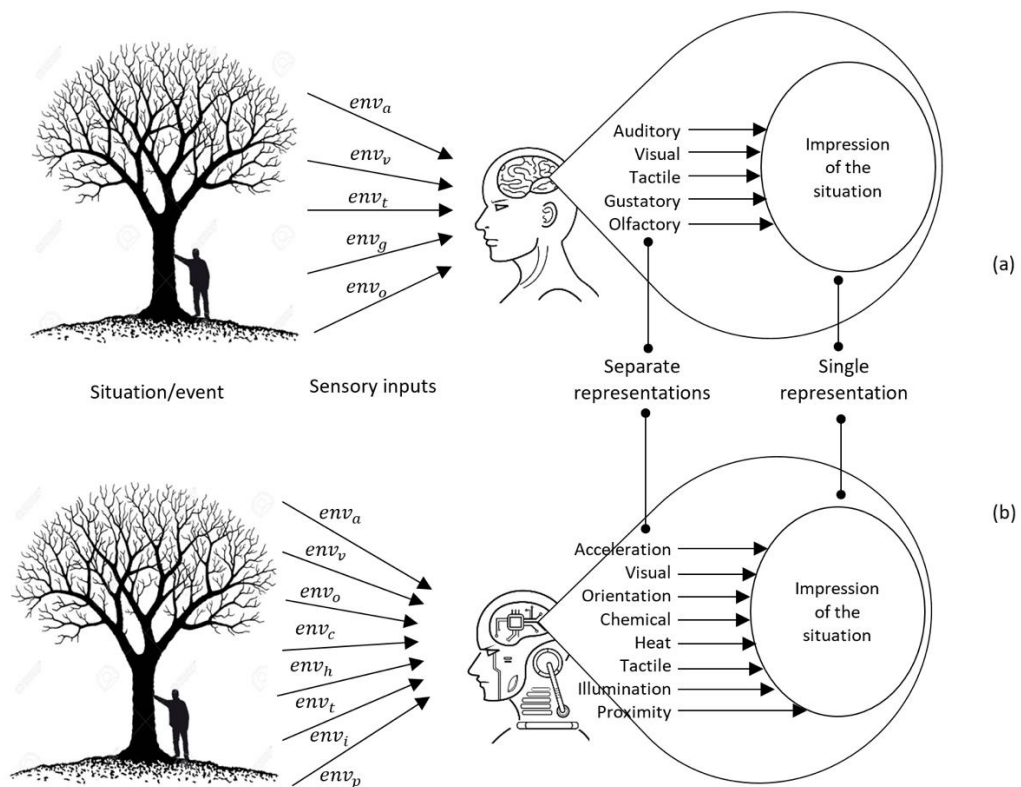 env_a
env_v
env_t
env_g
env_o
Auditory
Visual
Tactile
Gustatory
Olfactory
Impression
of the
situation
(a)
Situation/event
Sensory inputs
Separate
representations
Single
representation
env_a
env_v
env_o
env_c
env_h
env_t
env_i
env_p
Acceleration
Visual
Orientation
Chemical
Heat
Tactile
Illumination
Proximity
Impression
of the
situation
(b)